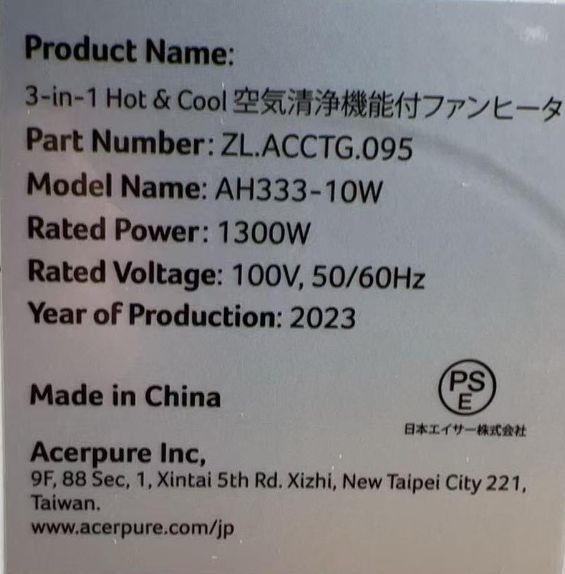 Product Name:
3-in-1 Hot & Cool 空気清浄機能付ファンヒータ
Part Number: ZL.ACCTG.095
Model Name: AH333-10W
Rated Power: 1300W
Rated Voltage: 100V, 50/60Hz
Year of Production: 2023
Made in China
PS
E
日本エイサー株式会社
Acerpure Inc,
9F, 88 Sec, 1, Xintai 5th Rd. Xizhi, New Taipei City 221,
Taiwan.
www.acerpure.com/jp